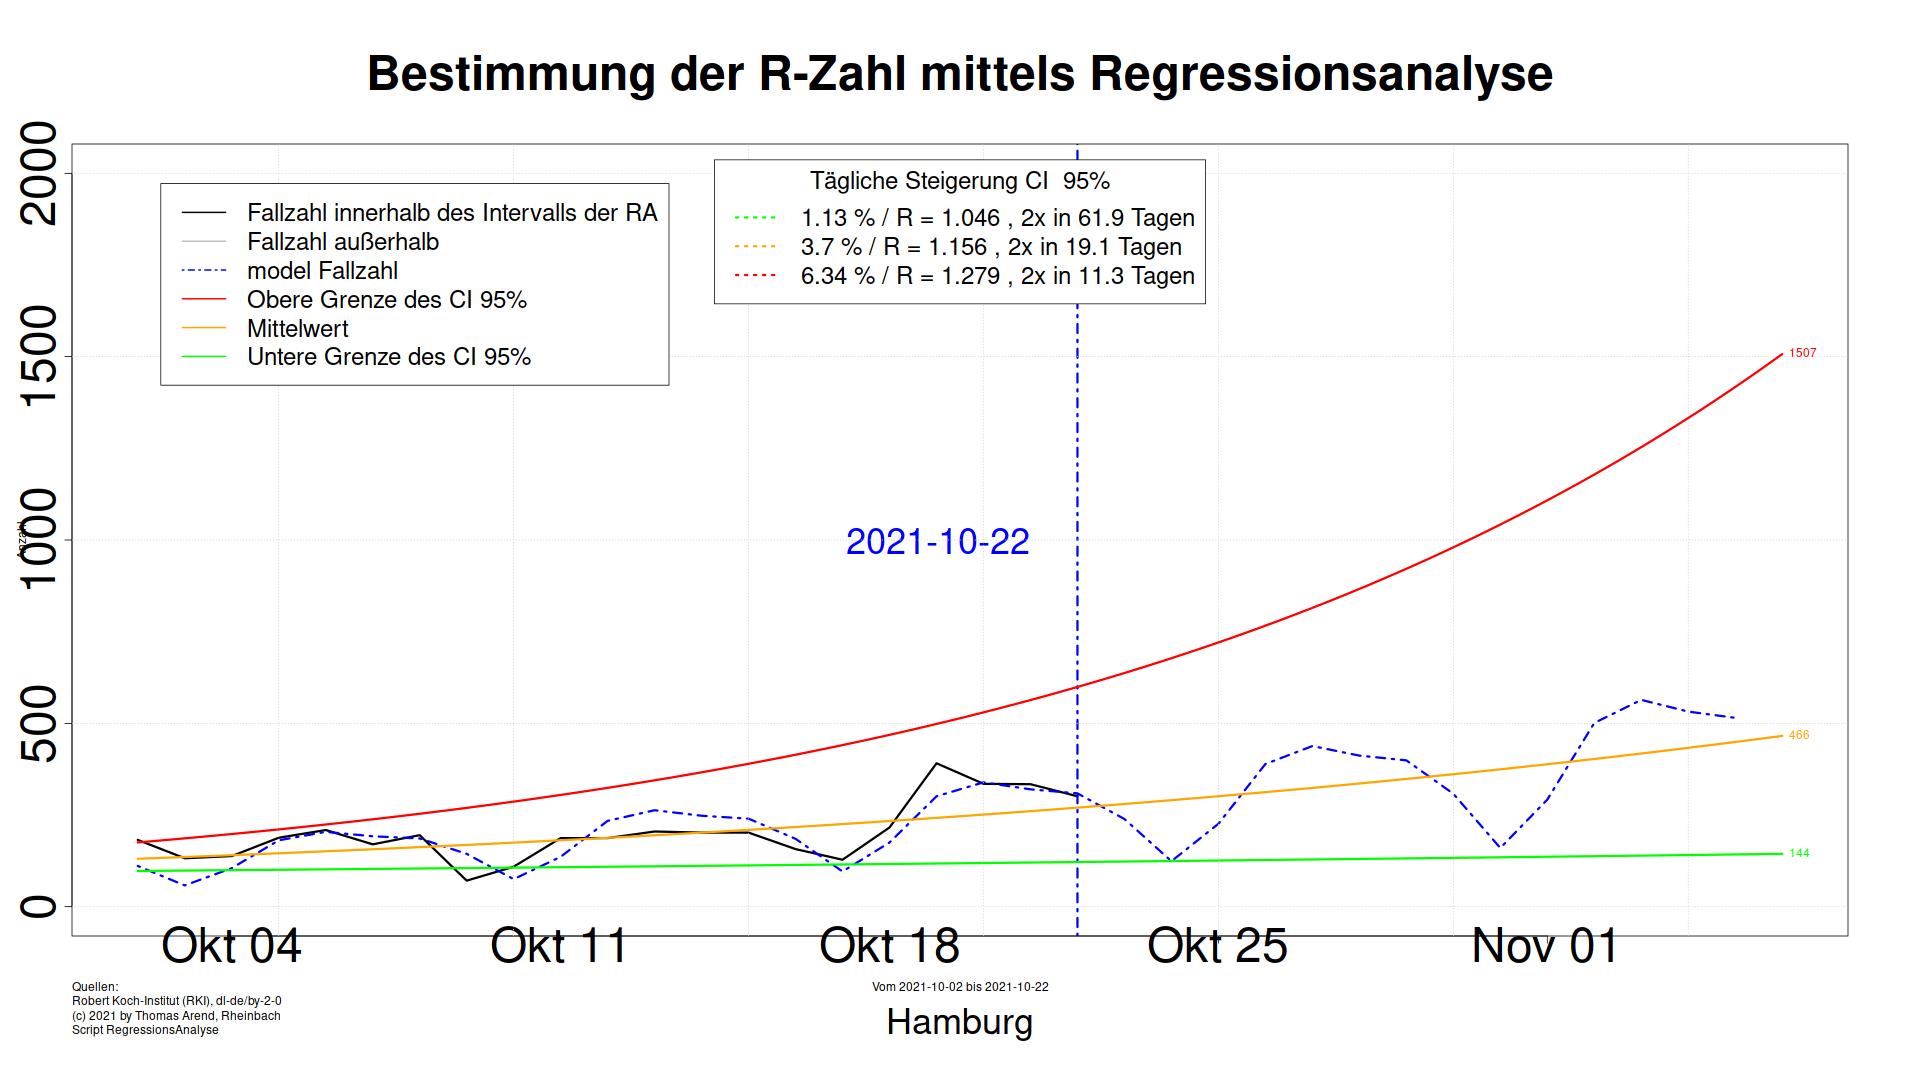 Bestimmung der R-Zahl mittels Regressionsanalyse
Anzahl
2000
1500
1000
500
0
Fallzahl innerhalb des Intervalls der RA
Fallzahl außerhalb
model Fallzahl
Obere Grenze des CI 95%
Mittelwert
Untere Grenze des CI 95%
Tägliche Steigerung CI  95%
1.13 % / R = 1.046 , 2x in 61.9 Tagen
3.7 % / R = 1.156 , 2x in 19.1 Tagen
6.34 % / R = 1.279 , 2x in 11.3 Tagen
2021-10-22
1507
466
144
Okt 04 Okt 11 Okt 18 Okt 25 Nov 01
Vom 2021-10-02 bis 2021-10-22
Hamburg
Quellen:
Robert Koch-Institut (RKI), dl-de/by-2-0
(c) 2021 by Thomas Arend, Rheinbach
Script RegressionsAnalyse